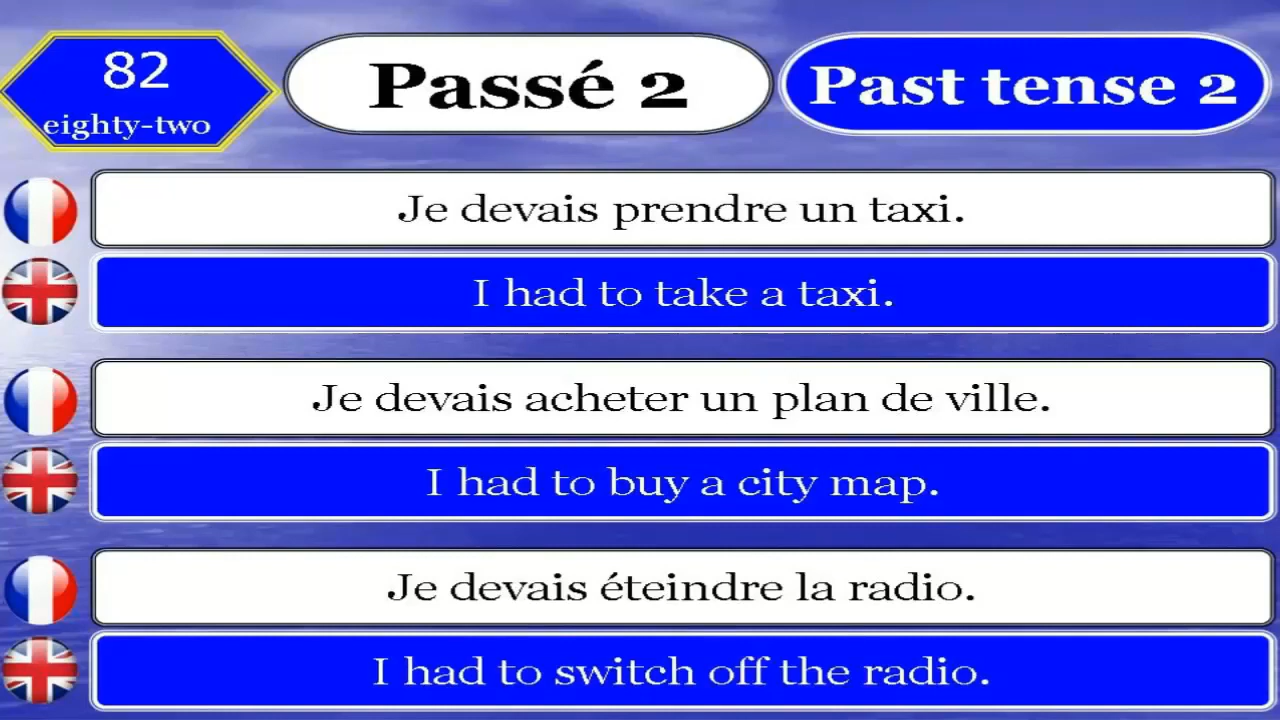 82
eighty-two
Passé 2
Past tense 2
Je devais prendre un taxi.
I had to take a taxi.
Je devais acheter un plan de ville.
I had to buy a city map.
Je devais éteindre la radio.
I had to switch off the radio.